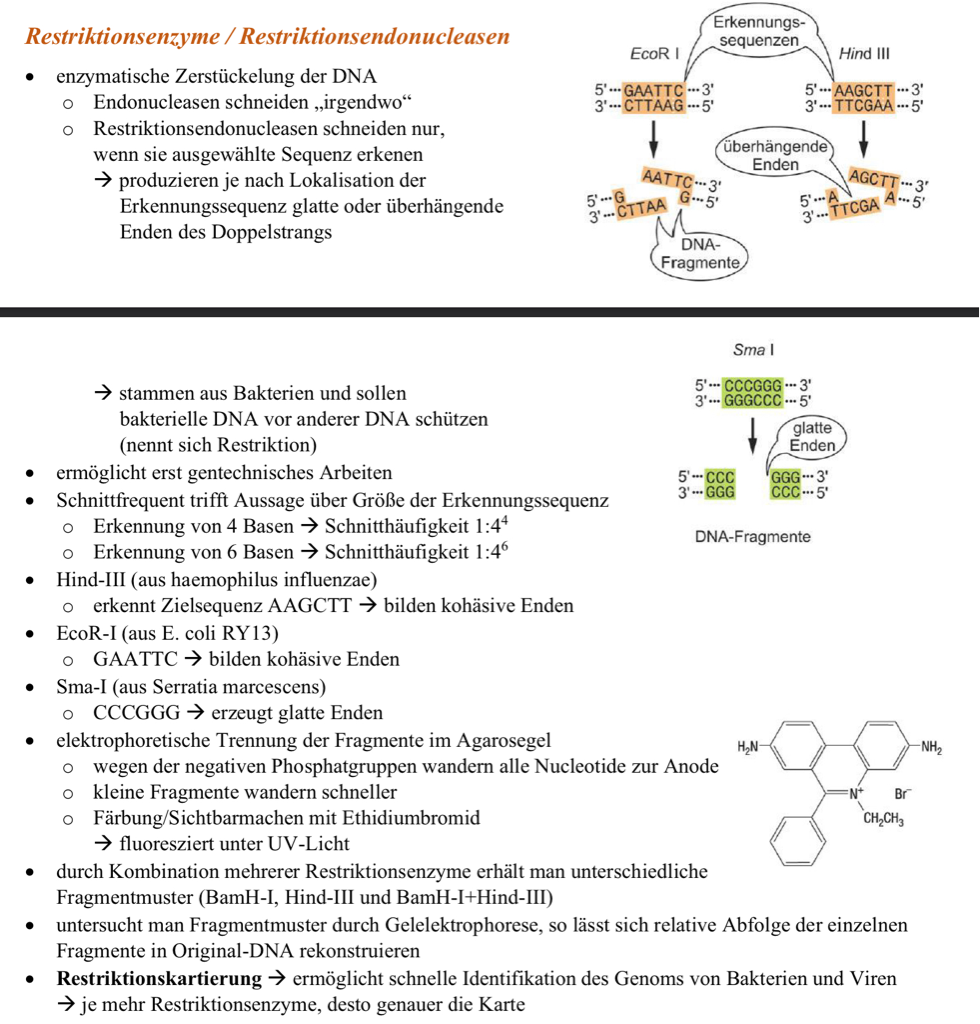 Restriktionsenzyme / Restriktionsendonucleasen
• enzymatische Zerstückelung der DNA
o Endonucleasen schneiden „irgendwo“
o Restriktionsendonucleasen schneiden nur,
wenn sie ausgewählte Sequenz erkenen
→ produzieren je nach Lokalisation der
Erkennungssequenz glatte oder überhängende
Enden des Doppelstrangs
Erkennungs-
sequenzen
EcoR I
Hind III
5'··· GAATTC ··· 3'
3'··· CTTAAG ··· 5'
5'··· AAGCTT ··· 3'
3'··· TTCGAA ··· 5'
überhängende
Enden
AATTC ··· 3'
5'··· G
G ··· 5'
3'··· CTTAA
AGCTT ··· 3'
5'··· A
A ··· 5'
3'··· TTCGA
DNA-
Fragmente
→ stammen aus Bakterien und sollen
bakterielle DNA vor anderer DNA schützen
(nennt sich Restriktion)
Sma I
5'··· CCCGGG ··· 3'
3'··· GGGCCC ··· 5'
glatte
Enden
5'··· CCC GGG ··· 3'
3'··· GGG CCC ··· 5'
DNA-Fragmente
• ermöglicht erst gentechnisches Arbeiten
• Schnittfrequent trifft Aussage über Größe der Erkennungssequenz
o Erkennung von 4 Basen → Schnitthäufigkeit 1:4⁴
o Erkennung von 6 Basen → Schnitthäufigkeit 1:4⁶
• Hind-III (aus haemophilus influenzae)
o erkennt Zielsequenz AAGCTT → bilden kohäsive Enden
• EcoR-I (aus E. coli RY13)
o GAATTC → bilden kohäsive Enden
• Sma-I (aus Serratia marcescens)
o CCCGGG → erzeugt glatte Enden
• elektrophoretische Trennung der Fragmente im Agarosegel
o wegen der negativen Phosphatgruppen wandern alle Nucleotide zur Anode
o kleine Fragmente wandern schneller
o Färbung/Sichtbarmachen mit Ethidiumbromid
→ fluoresziert unter UV-Licht
H₂N
NH₂
N⁺
Br⁻
CH₂CH₃
• durch Kombination mehrerer Restriktionsenzyme erhält man unterschiedliche
Fragmentmuster (BamH-I, Hind-III und BamH-I+Hind-III)
• untersucht man Fragmentmuster durch Gelelektrophorese, so lässt sich relative Abfolge der einzelnen
Fragmente in Original-DNA rekonstruieren
• Restriktionskartierung → ermöglicht schnelle Identifikation des Genoms von Bakterien und Viren
→ je mehr Restriktionsenzyme, desto genauer die Karte